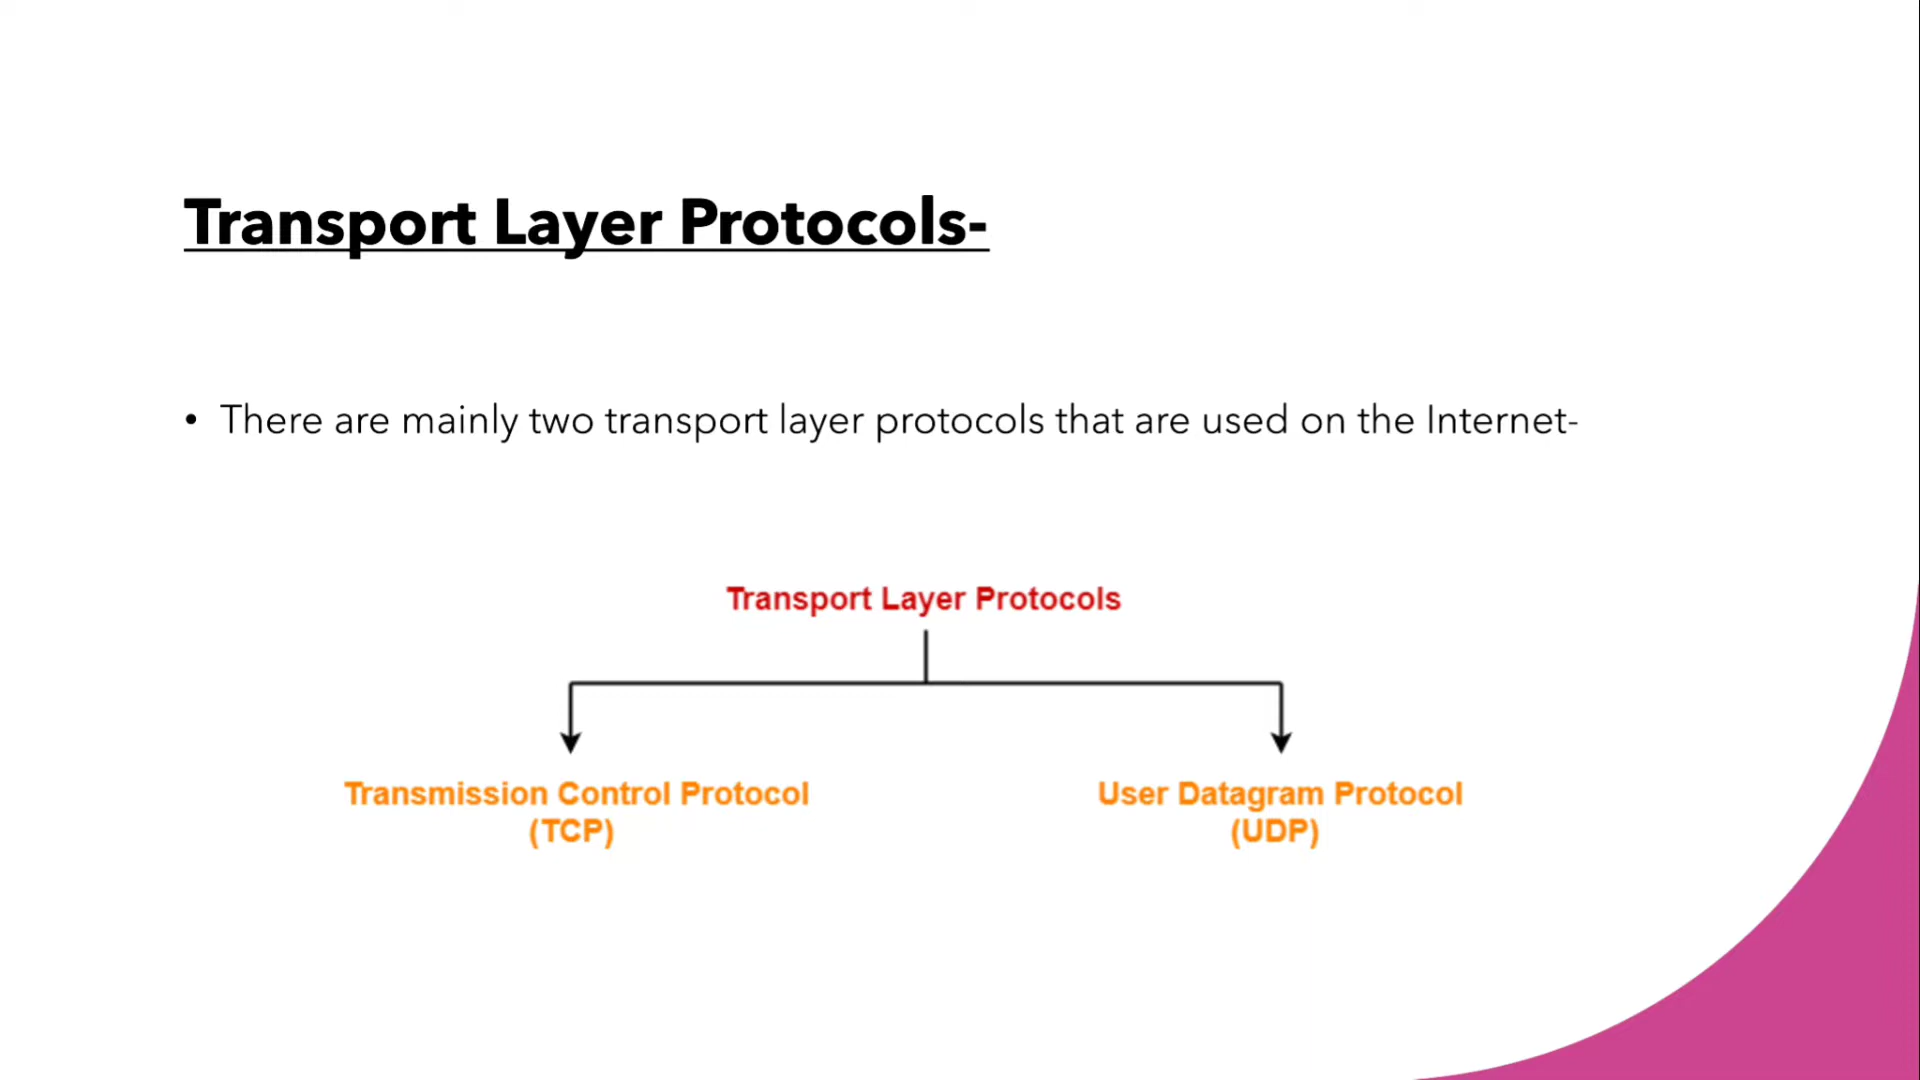 Transport Layer Protocols-
• There are mainly two transport layer protocols that are used on the Internet-
Transport Layer Protocols
Transmission Control Protocol
(TCP)
User Datagram Protocol
(UDP)